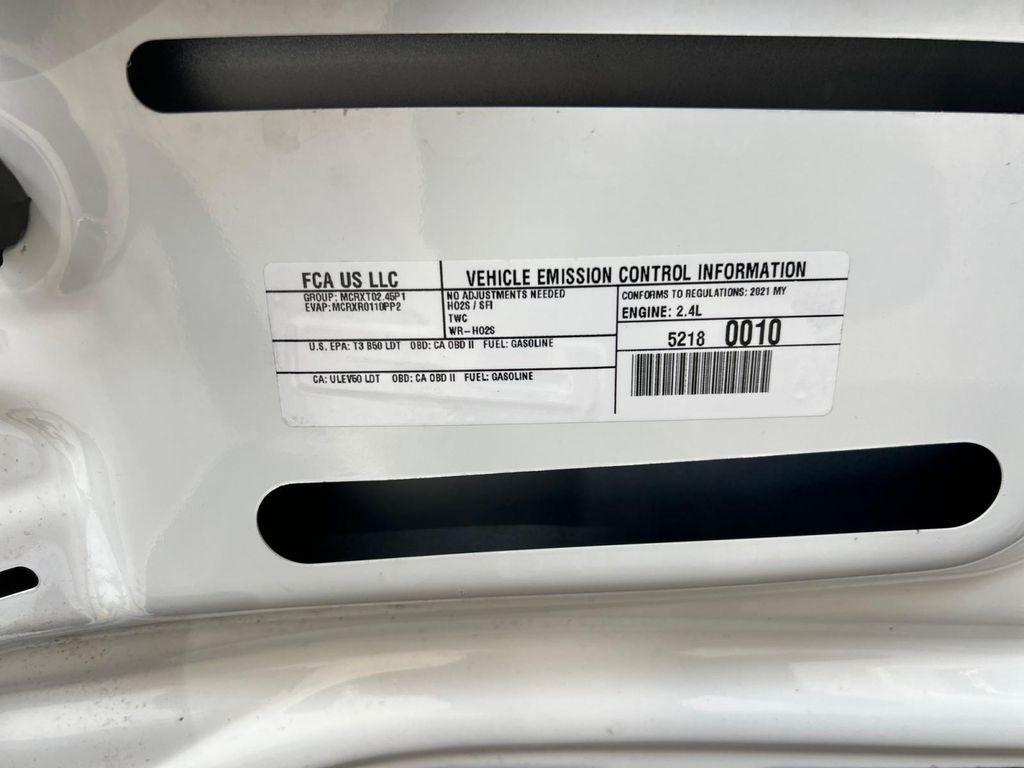 FCA US LLC
GROUP: MCRXT02.45P1
EVAP: MCRXR0110PP2
VEHICLE EMISSION CONTROL INFORMATION
NO ADJUSTMENTS NEEDED
HO2S / SFI
TWC
WR-HO2S
CONFORMS TO REGULATIONS: 2021 MY
ENGINE: 2.4L
5218 0010
U.S. EPA: T3 B50 LDT OBD: CA OBD II FUEL: GASOLINE
CA: ULEV50 LDT OBD: CA OBD II FUEL: GASOLINE